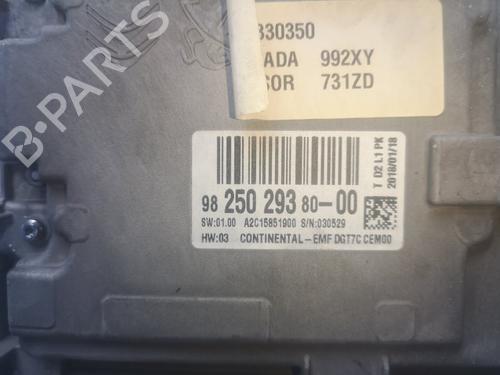 330350
ADA 992XY
SOR 731ZD
98 250 293 80-00
SW:01.00 A2C15851900 S/N:030529
HW:03 CONTINENTAL-EMF DGT7C CEM00
T D2 L1 PK
2018/01/18
B-PARTS